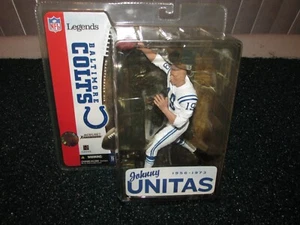 NFL
Legends
BALTIMORE
COLTS
19
Johnny
1956-1973
UNITAS